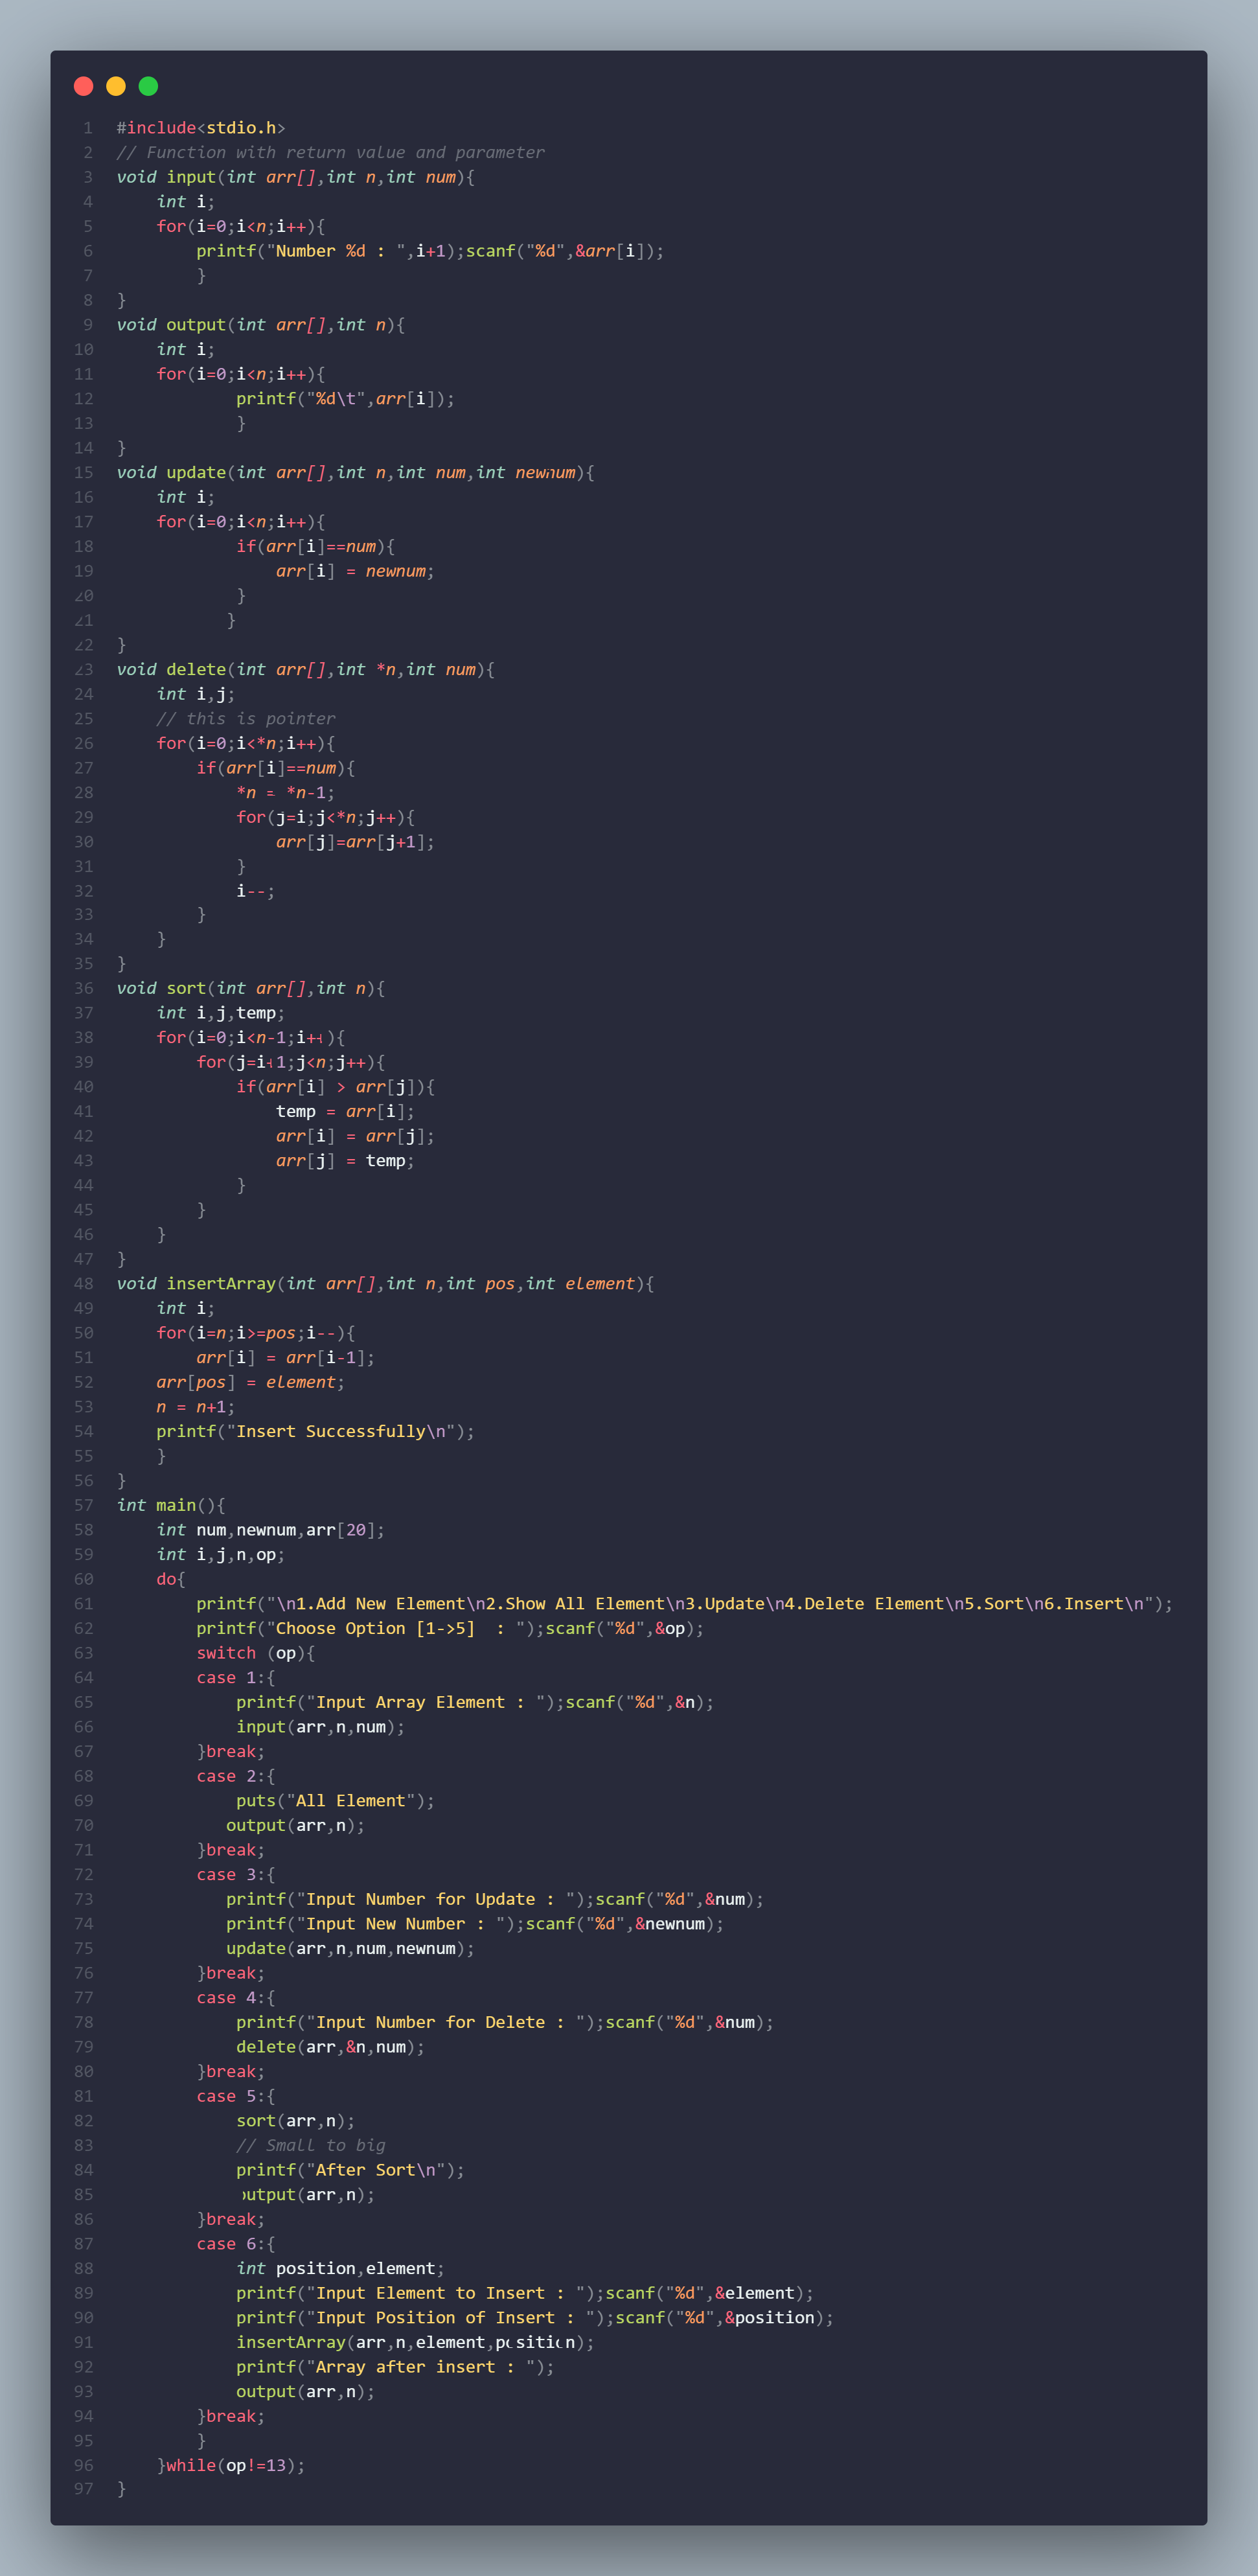 1 #include<stdio.h>
2 // Function with return value and parameter
3 void input(int arr[],int n,int num){
4     int i;
5     for(i=0;i<n;i++){
6         printf("Number %d : ",i+1);scanf("%d",&arr[i]);
7         }
8 }
9 void output(int arr[],int n){
10     int i;
11     for(i=0;i<n;i++){
12             printf("%d\t",arr[i]);
13             }
14 }
15 void update(int arr[],int n,int num,int newnum){
16     int i;
17     for(i=0;i<n;i++){
18             if(arr[i]==num){
19                 arr[i] = newnum;
20             }
21            }
22 }
23 void delete(int arr[],int *n,int num){
24     int i,j;
25     // this is pointer
26     for(i=0;i<*n;i++){
27         if(arr[i]==num){
28             *n = *n-1;
29             for(j=i;j<*n;j++){
30                 arr[j]=arr[j+1];
31             }
32             i--;
33         }
34     }
35 }
36 void sort(int arr[],int n){
37     int i,j,temp;
38     for(i=0;i<n-1;i++){
39         for(j=i+1;j<n;j++){
40             if(arr[i] > arr[j]){
41                 temp = arr[i];
42                 arr[i] = arr[j];
43                 arr[j] = temp;
44             }
45         }
46     }
47 }
48 void insertArray(int arr[],int n,int pos,int element){
49     int i;
50     for(i=n;i>=pos;i--){
51         arr[i] = arr[i-1];
52     arr[pos] = element;
53     n = n+1;
54     printf("Insert Successfully\n");
55     }
56 }
57 int main(){
58     int num,newnum,arr[20];
59     int i,j,n,op;
60     do{
61         printf("\n1.Add New Element\n2.Show All Element\n3.Update\n4.Delete Element\n5.Sort\n6.Insert\n");
62         printf("Choose Option [1->5]  : ");scanf("%d",&op);
63         switch (op){
64         case 1:{
65             printf("Input Array Element : ");scanf("%d",&n);
66             input(arr,n,num);
67         }break;
68         case 2:{
69             puts("All Element");
70            output(arr,n);
71         }break;
72         case 3:{
73            printf("Input Number for Update : ");scanf("%d",&num);
74            printf("Input New Number : ");scanf("%d",&newnum);
75            update(arr,n,num,newnum);
76         }break;
77         case 4:{
78             printf("Input Number for Delete : ");scanf("%d",&num);
79             delete(arr,&n,num);
80         }break;
81         case 5:{
82             sort(arr,n);
83             // Small to big
84             printf("After Sort\n");
85             output(arr,n);
86         }break;
87         case 6:{
88             int position,element;
89             printf("Input Element to Insert : ");scanf("%d",&element);
90             printf("Input Position of Insert : ");scanf("%d",&position);
91             insertArray(arr,n,element,position);
92             printf("Array after insert : ");
93             output(arr,n);
94         }break;
95         }
96     }while(op!=13);
97 }